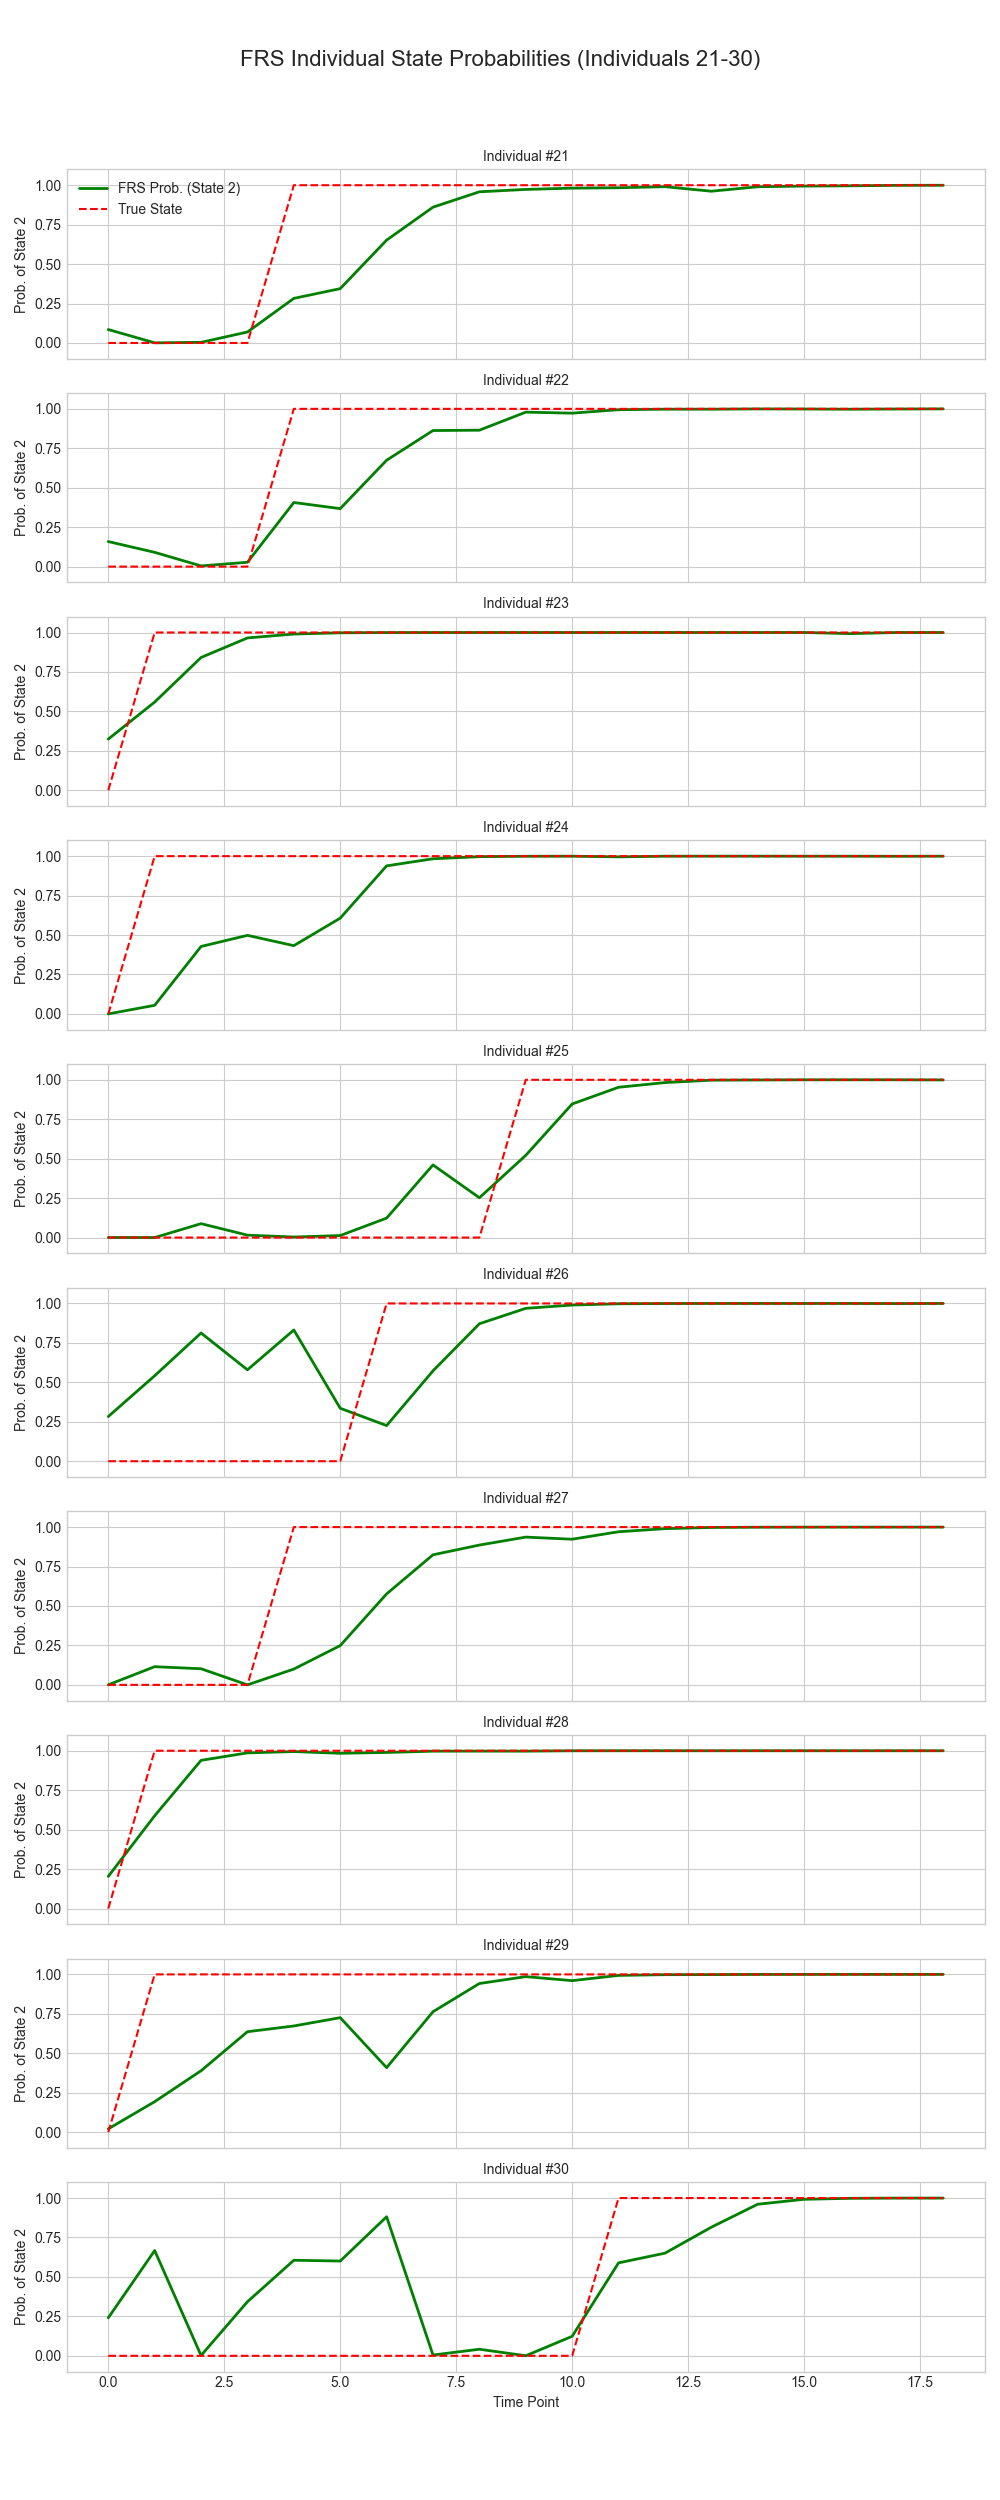 FRS Individual State Probabilities (Individuals 21-30)
Individual #21
1.00
0.75
0.50
0.25
0.00
Prob. of State 2
FRS Prob. (State 2)
True State
Individual #22
1.00
0.75
0.50
0.25
0.00
Prob. of State 2
Individual #23
1.00
0.75
0.50
0.25
0.00
Prob. of State 2
Individual #24
1.00
0.75
0.50
0.25
0.00
Prob. of State 2
Individual #25
1.00
0.75
0.50
0.25
0.00
Prob. of State 2
Individual #26
1.00
0.75
0.50
0.25
0.00
Prob. of State 2
Individual #27
1.00
0.75
0.50
0.25
0.00
Prob. of State 2
Individual #28
1.00
0.75
0.50
0.25
0.00
Prob. of State 2
Individual #29
1.00
0.75
0.50
0.25
0.00
Prob. of State 2
Individual #30
1.00
0.75
0.50
0.25
0.00
Prob. of State 2
0.0 2.5 5.0 7.5 10.0 12.5 15.0 17.5
Time Point